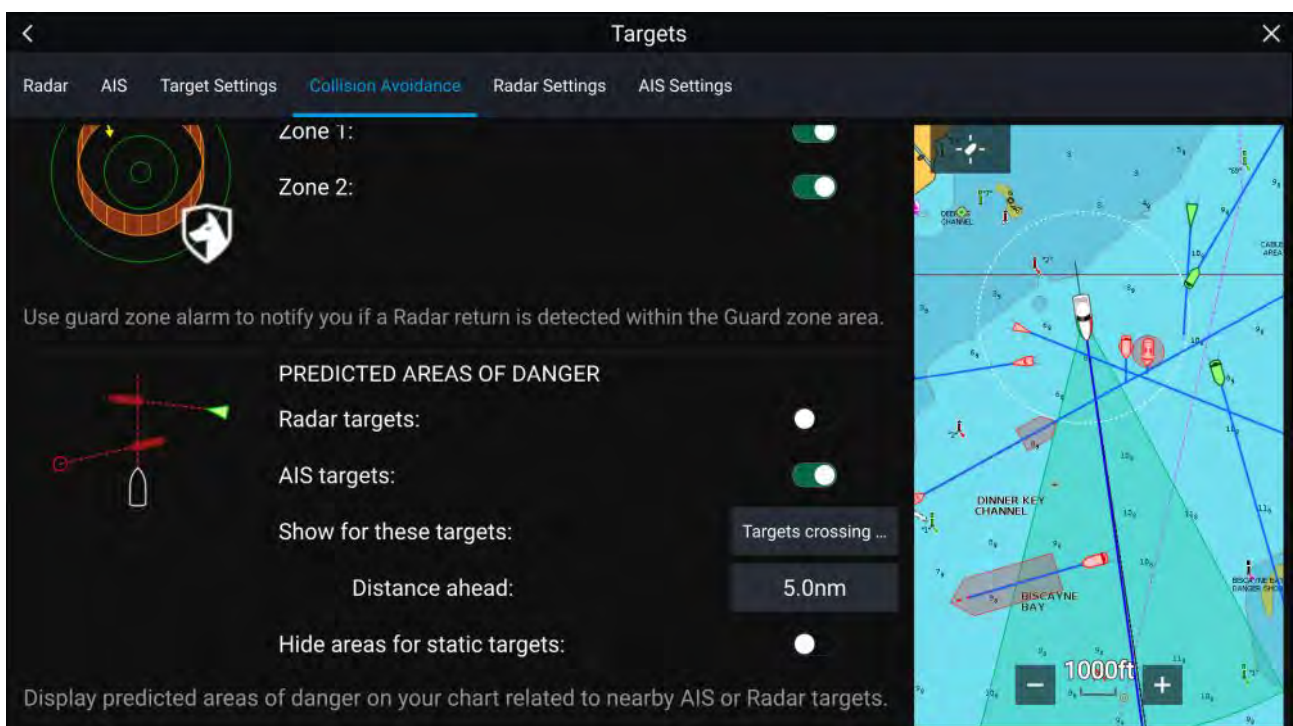 Targets
Radar AIS Target Settings Collision Avoidance Radar Settings AIS Settings
Zone 1:
Zone 2:
Use guard zone alarm to notify you if a Radar return is detected within the Guard zone area.
PREDICTED AREAS OF DANGER
Radar targets:
AIS targets:
Show for these targets: Targets crossing ...
Distance ahead: 5.0nm
Hide areas for static targets:
Display predicted areas of danger on your chart related to nearby AIS or Radar targets.
CHANNEL
CABLE
AREA
DINNER KEY
CHANNEL
BISCAYNE
BAY
1000ft